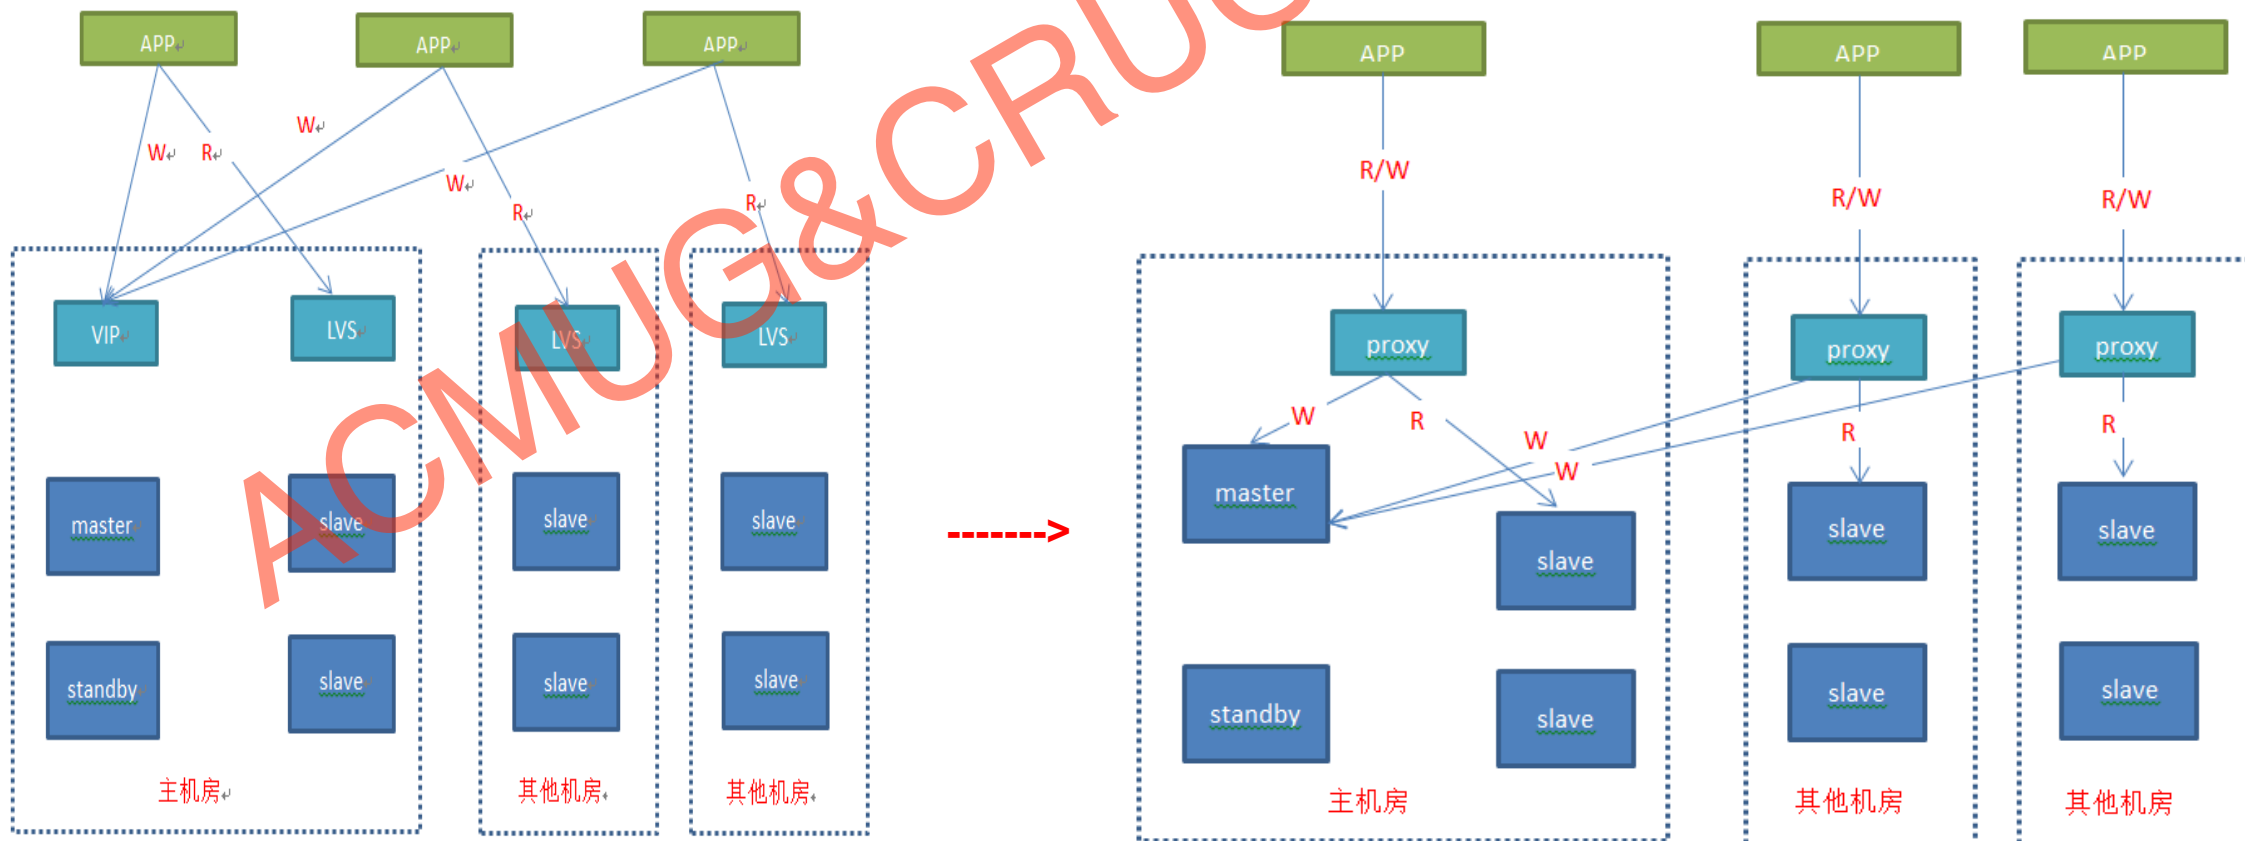 APP
APP
APP
W
W
R
W
R
R
VIP
LVS
LVS
LVS
master
slave
slave
slave
standby
slave
slave
slave
主机房
其他机房
其他机房
ACMUG&CRUG
------->
APP
APP
APP
R/W
R/W
R/W
proxy
proxy
proxy
W
R
W
W
R
R
master
slave
slave
slave
standby
slave
slave
slave
主机房
其他机房
其他机房